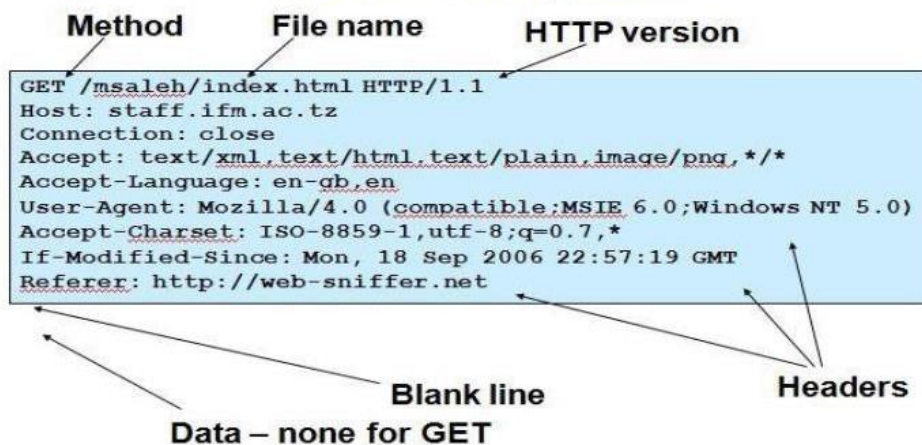 Method File name HTTP version
GET /msaleh/index.html HTTP/1.1
Host: staff.ifm.ac.tz
Connection: close
Accept: text/xml,text/html,text/plain,image/png,*/*
Accept-Language: en-gb,en
User-Agent: Mozilla/4.0 (compatible;MSIE 6.0;Windows NT 5.0)
Accept-Charset: ISO-8859-1,utf-8;q=0.7,*
If-Modified-Since: Mon, 18 Sep 2006 22:57:19 GMT
Referer: http://web-sniffer.net
Blank line
Headers
Data – none for GET